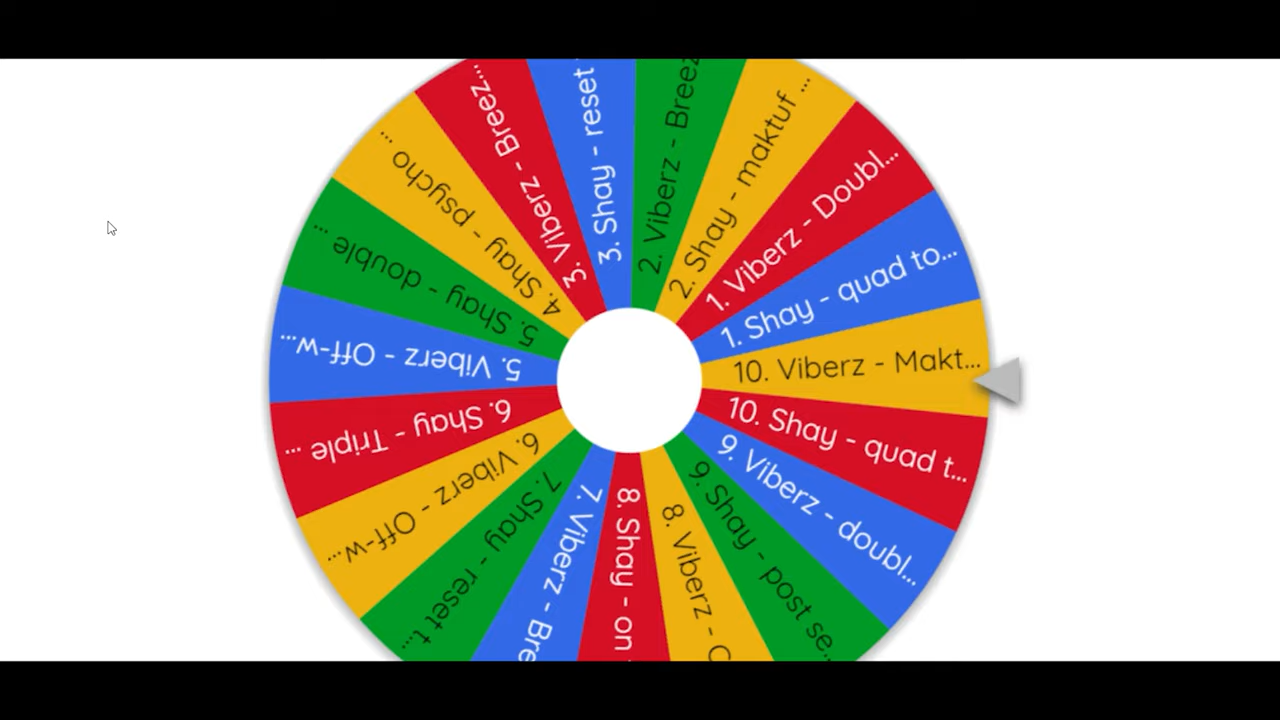 1. Shay - quad to...
1. Viberz - Doubl...
2. Shay - maktuf ...
2. Viberz - Breez
3. Shay - reset
3. Viberz - Breez...
4. Shay - psycho ...
5. Shay - double ...
5. Viberz - Off-w...
6. Shay - Triple ...
6. Viberz - Off-w...
7. Shay - reset t...
7. Viberz - Bre
8. Shay - on
8. Viberz - C
9. Shay - post se...
9. Viberz - doubl...
10. Shay - quad t...
10. Viberz - Makt...